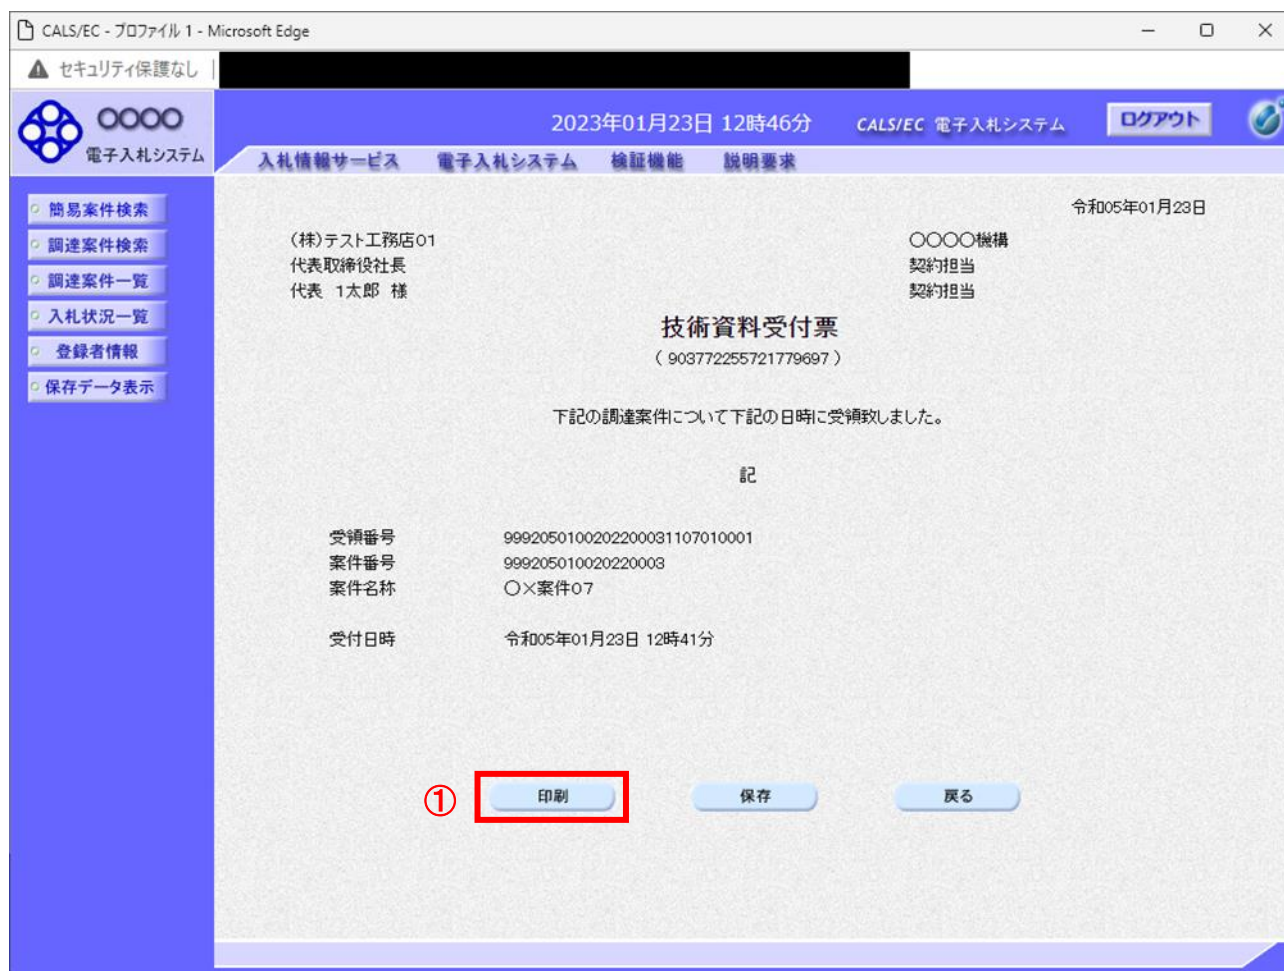 CALS/EC - プロファイル 1 - Microsoft Edge
セキュリティ保護なし
〇〇〇〇
電子入札システム
2023年01月23日 12時46分
CALS/EC 電子入札システム
ログアウト
入札情報サービス 電子入札システム 検証機能 説明要求
簡易案件検索
調達案件検索
調達案件一覧
入札状況一覧
登録者情報
保存データ表示
令和05年01月23日
(株)テスト工務店01
代表取締役社長
代表 1太郎 様
〇〇〇〇機構
契約担当
契約担当
技術資料受付票
( 903772255721779697 )
下記の調達案件について下記の日時に受領致しました。
記
受領番号 9992050100202200031107010001
案件番号 999205010020220003
案件名称 〇×案件07
受付日時 令和05年01月23日 12時41分
① 印刷 保存 戻る